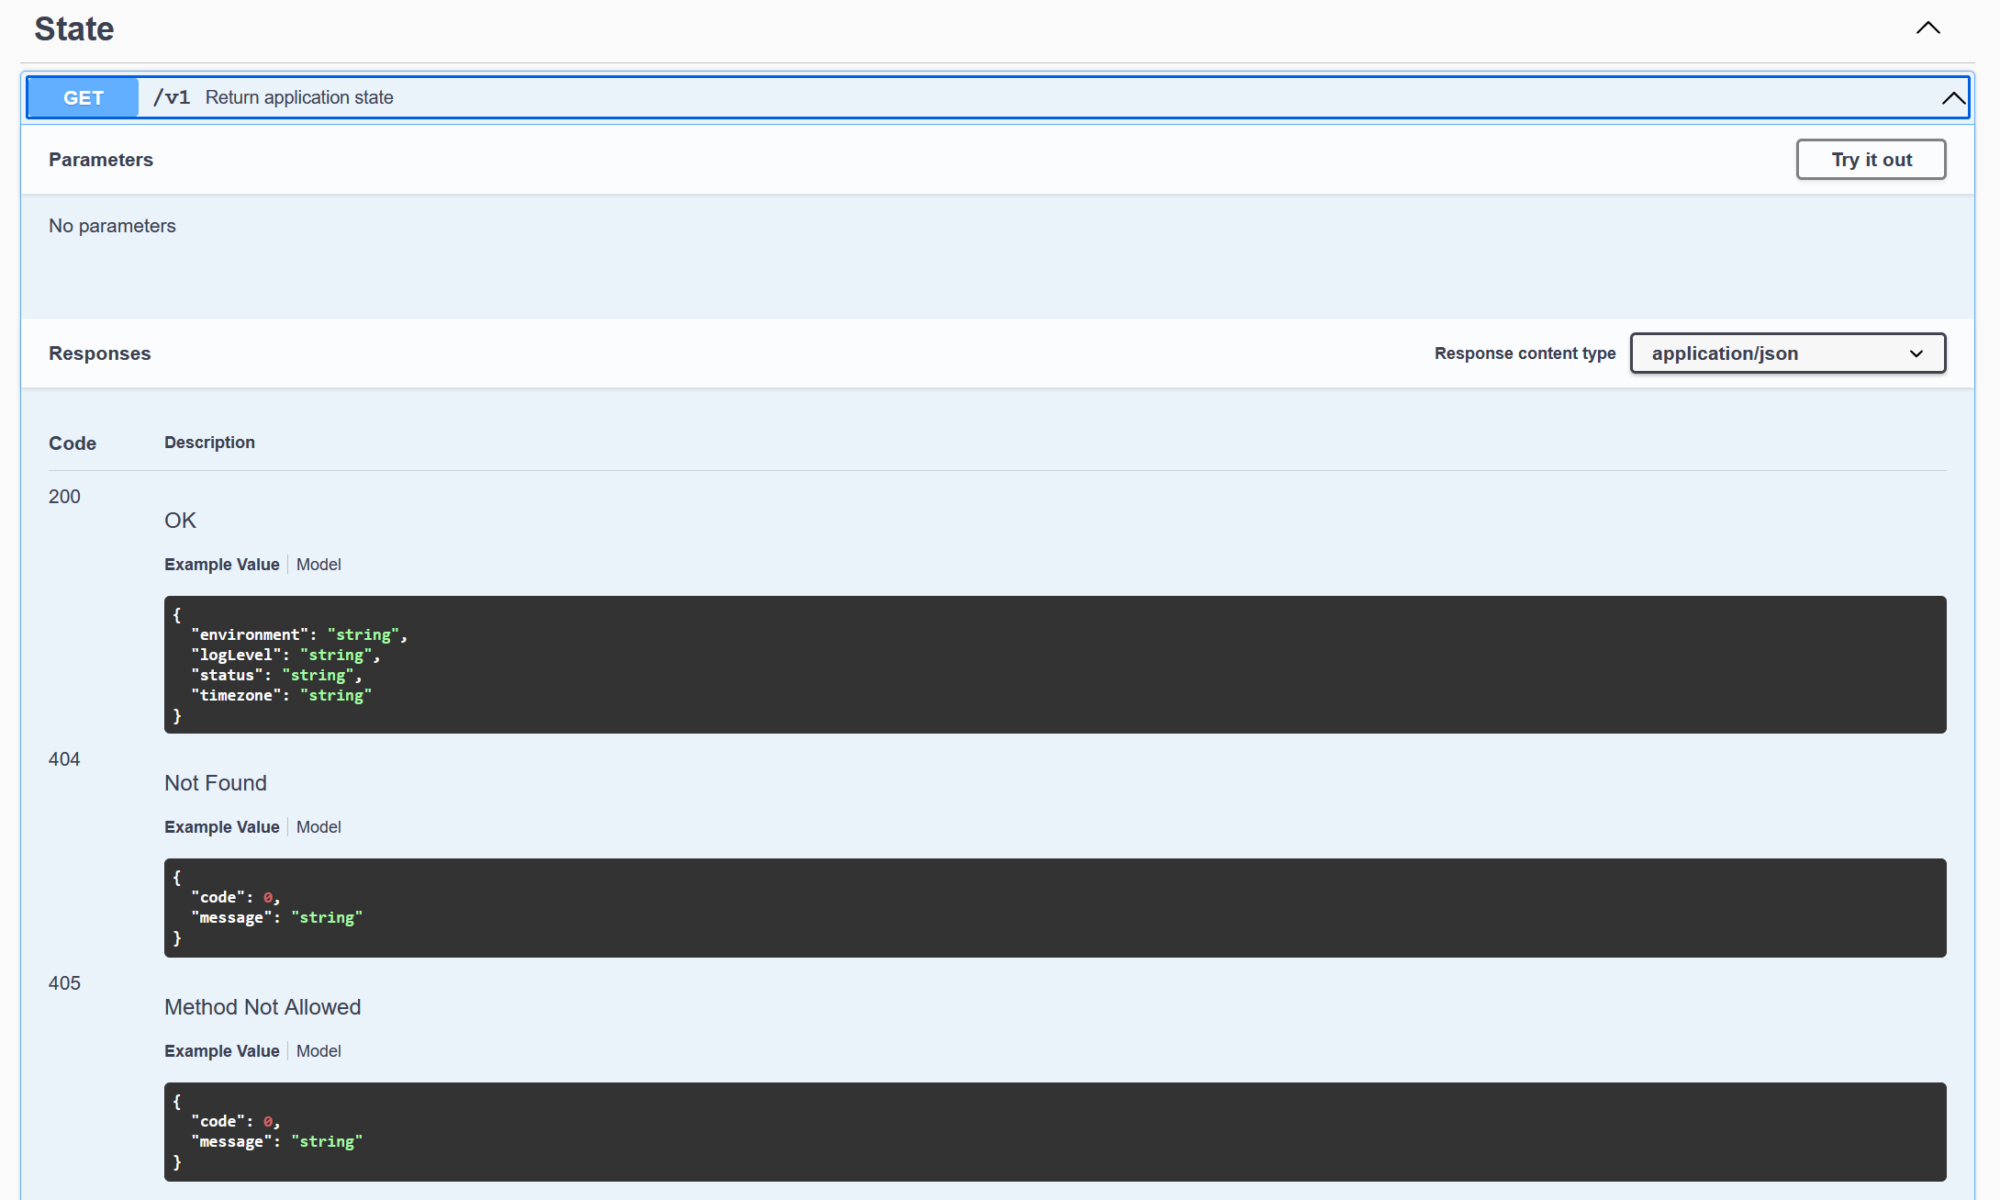 State
GET /v1 Return application state
Parameters Try it out
No parameters
Responses Response content type application/json
Code Description
200
OK
Example Value Model
{
  "environment": "string",
  "logLevel": "string",
  "status": "string",
  "timezone": "string"
}
404
Not Found
Example Value Model
{
  "code": 0,
  "message": "string"
}
405
Method Not Allowed
Example Value Model
{
  "code": 0,
  "message": "string"
}